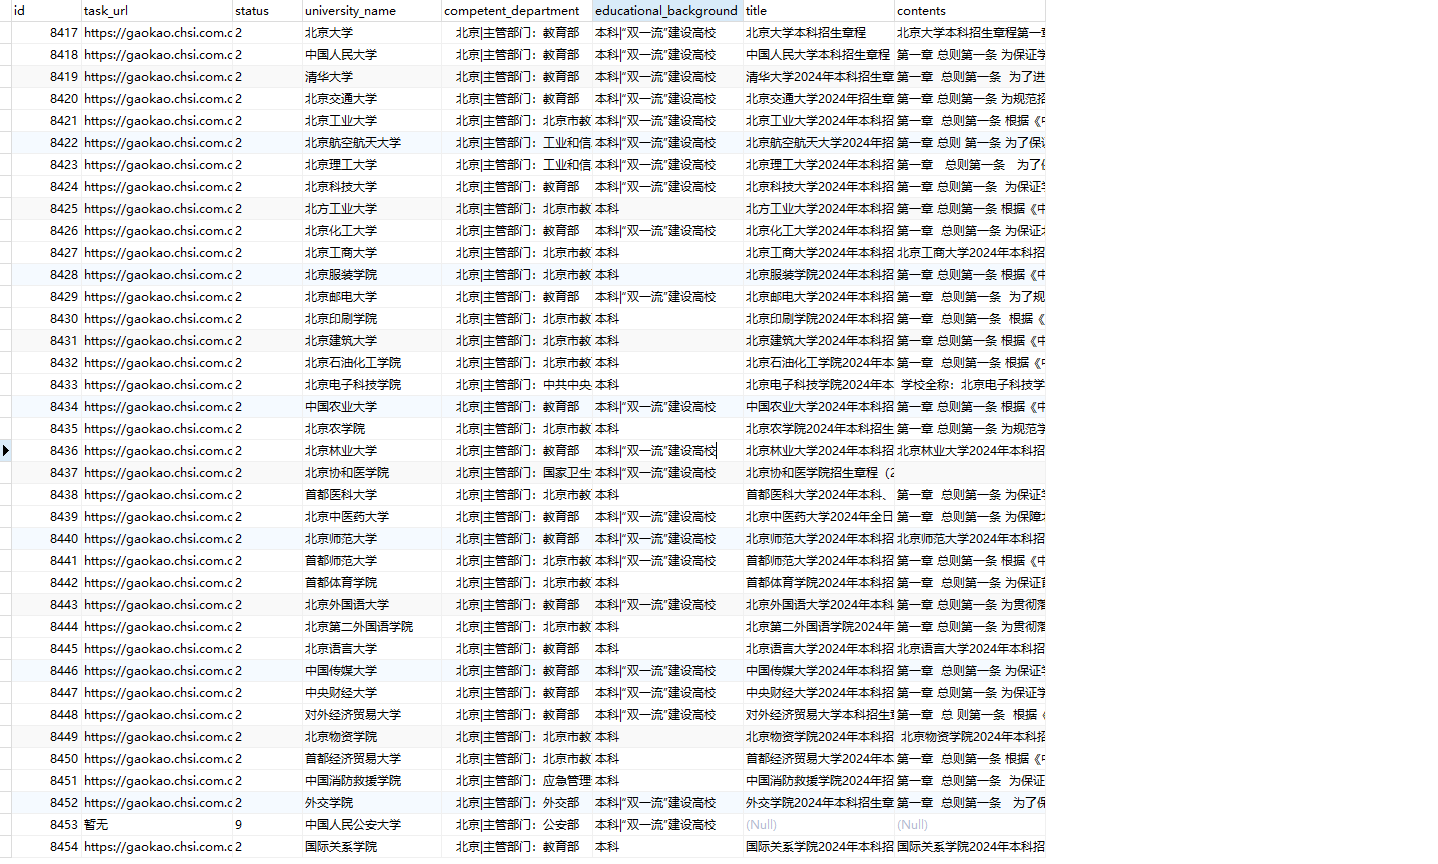 id task_url status university_name competent_department educational_background title contents
8417 https://gaokao.chsi.com.c 2 北京大学 北京|主管部门：教育部 本科|“双一流”建设高校 北京大学本科招生章程 北京大学本科招生章程第一章
8418 https://gaokao.chsi.com.c 2 中国人民大学 北京|主管部门：教育部 本科|“双一流”建设高校 中国人民大学本科招生章程 第一章 总则第一条 为保证学
8419 https://gaokao.chsi.com.c 2 清华大学 北京|主管部门：教育部 本科|“双一流”建设高校 清华大学2024年本科招生章 第一章 总则第一条 为了进
8420 https://gaokao.chsi.com.c 2 北京交通大学 北京|主管部门：教育部 本科|“双一流”建设高校 北京交通大学2024年招生章 第一章 总则第一条 为规范招
8421 https://gaokao.chsi.com.c 2 北京工业大学 北京|主管部门：北京市教 本科|“双一流”建设高校 北京工业大学2024年本科招 第一章 总则第一条 根据《中
8422 https://gaokao.chsi.com.c 2 北京航空航天大学 北京|主管部门：工业和信 本科|“双一流”建设高校 北京航空航天大学2024年招 第一章 总则 第一条 为了保
8423 https://gaokao.chsi.com.c 2 北京理工大学 北京|主管部门：工业和信 本科|“双一流”建设高校 北京理工大学2024年本科招 第一章 总则第一条 为了保
8424 https://gaokao.chsi.com.c 2 北京科技大学 北京|主管部门：教育部 本科|“双一流”建设高校 北京科技大学2024年本科招 第一章 总则第一条 为保证学
8425 https://gaokao.chsi.com.c 2 北方工业大学 北京|主管部门：北京市教 本科 北方工业大学2024年本科招 第一章 总则第一条 根据《中
8426 https://gaokao.chsi.com.c 2 北京化工大学 北京|主管部门：教育部 本科|“双一流”建设高校 北京化工大学2024年本科招 第一章 总则第一条 为保证
8427 https://gaokao.chsi.com.c 2 北京工商大学 北京|主管部门：北京市教 本科 北京工商大学2024年本科招 北京工商大学2024年本科招
8428 https://gaokao.chsi.com.c 2 北京服装学院 北京|主管部门：北京市教 本科 北京服装学院2024年本科招 第一章 总则第一条 根据《中
8429 https://gaokao.chsi.com.c 2 北京邮电大学 北京|主管部门：教育部 本科|“双一流”建设高校 北京邮电大学2024年本科招 第一章 总则第一条 为了规
8430 https://gaokao.chsi.com.c 2 北京印刷学院 北京|主管部门：北京市教 本科 北京印刷学院2024年本科招 第一章 总则第一条 根据《
8431 https://gaokao.chsi.com.c 2 北京建筑大学 北京|主管部门：北京市教 本科 北京建筑大学2024年本科招 第一章 总则第一条 根据《中
8432 https://gaokao.chsi.com.c 2 北京石油化工学院 北京|主管部门：北京市教 本科 北京石油化工学院2024年本 第一章 总则第一条 根据《中
8433 https://gaokao.chsi.com.c 2 北京电子科技学院 北京|主管部门：中共中央 本科 北京电子科技学院2024年本 学校全称：北京电子科技学
8434 https://gaokao.chsi.com.c 2 中国农业大学 北京|主管部门：教育部 本科|“双一流”建设高校 中国农业大学2024年本科招 第一章 总则第一条 根据《中
8435 https://gaokao.chsi.com.c 2 北京农学院 北京|主管部门：北京市教 本科 北京农学院2024年本科招生 第一章 总则第一条 为规范学
8436 https://gaokao.chsi.com.c 2 北京林业大学 北京|主管部门：教育部 本科|“双一流”建设高校 北京林业大学2024年本科招 北京林业大学2024年本科招
8437 https://gaokao.chsi.com.c 2 北京协和医学院 北京|主管部门：国家卫生 本科|“双一流”建设高校 北京协和医学院招生章程（2
8438 https://gaokao.chsi.com.c 2 首都医科大学 北京|主管部门：北京市教 本科 首都医科大学2024年本科、 第一章 总则第一条 为保证学
8439 https://gaokao.chsi.com.c 2 北京中医药大学 北京|主管部门：教育部 本科|“双一流”建设高校 北京中医药大学2024年全日 第一章 总则第一条 为保障
8440 https://gaokao.chsi.com.c 2 北京师范大学 北京|主管部门：教育部 本科|“双一流”建设高校 北京师范大学2024年本科招 北京师范大学2024年本科招
8441 https://gaokao.chsi.com.c 2 首都师范大学 北京|主管部门：北京市教 本科|“双一流”建设高校 首都师范大学2024年本科招 第一章 总则第一条 根据《中
8442 https://gaokao.chsi.com.c 2 首都体育学院 北京|主管部门：北京市教 本科 首都体育学院2024年本科招 第一章 总则第一条 为保证首
8443 https://gaokao.chsi.com.c 2 北京外国语大学 北京|主管部门：教育部 本科|“双一流”建设高校 北京外国语大学2024年本科 第一章 总则第一条 为贯彻落
8444 https://gaokao.chsi.com.c 2 北京第二外国语学院 北京|主管部门：北京市教 本科 北京第二外国语学院2024年 第一章 总则第一条 为贯彻落
8445 https://gaokao.chsi.com.c 2 北京语言大学 北京|主管部门：教育部 本科 北京语言大学2024年本科招 北京语言大学2024年本科招
8446 https://gaokao.chsi.com.c 2 中国传媒大学 北京|主管部门：教育部 本科|“双一流”建设高校 中国传媒大学2024年本科招 第一章 总则第一条 为保证学
8447 https://gaokao.chsi.com.c 2 中央财经大学 北京|主管部门：教育部 本科|“双一流”建设高校 中央财经大学2024年本科招 第一章 总则第一条 为保证学
8448 https://gaokao.chsi.com.c 2 对外经济贸易大学 北京|主管部门：教育部 本科|“双一流”建设高校 对外经济贸易大学本科招生章 第一章 总 则第一条 根据《
8449 https://gaokao.chsi.com.c 2 北京物资学院 北京|主管部门：北京市教 本科 北京物资学院2024年本科招 北京物资学院2024年本科招
8450 https://gaokao.chsi.com.c 2 首都经济贸易大学 北京|主管部门：北京市教 本科 首都经济贸易大学2024年本 第一章 总则第一条 根据《中
8451 https://gaokao.chsi.com.c 2 中国消防救援学院 北京|主管部门：应急管理 本科 中国消防救援学院2024年招 第一章 总则第一条 为保证
8452 https://gaokao.chsi.com.c 2 外交学院 北京|主管部门：外交部 本科|“双一流”建设高校 外交学院2024年本科招生章 第一章 总则第一条 为了保
8453 暂无 9 中国人民公安大学 北京|主管部门：公安部 本科|“双一流”建设高校 (Null) (Null)
8454 https://gaokao.chsi.com.c 2 国际关系学院 北京|主管部门：教育部 本科 国际关系学院2024年本科招 国际关系学院2024年本科招